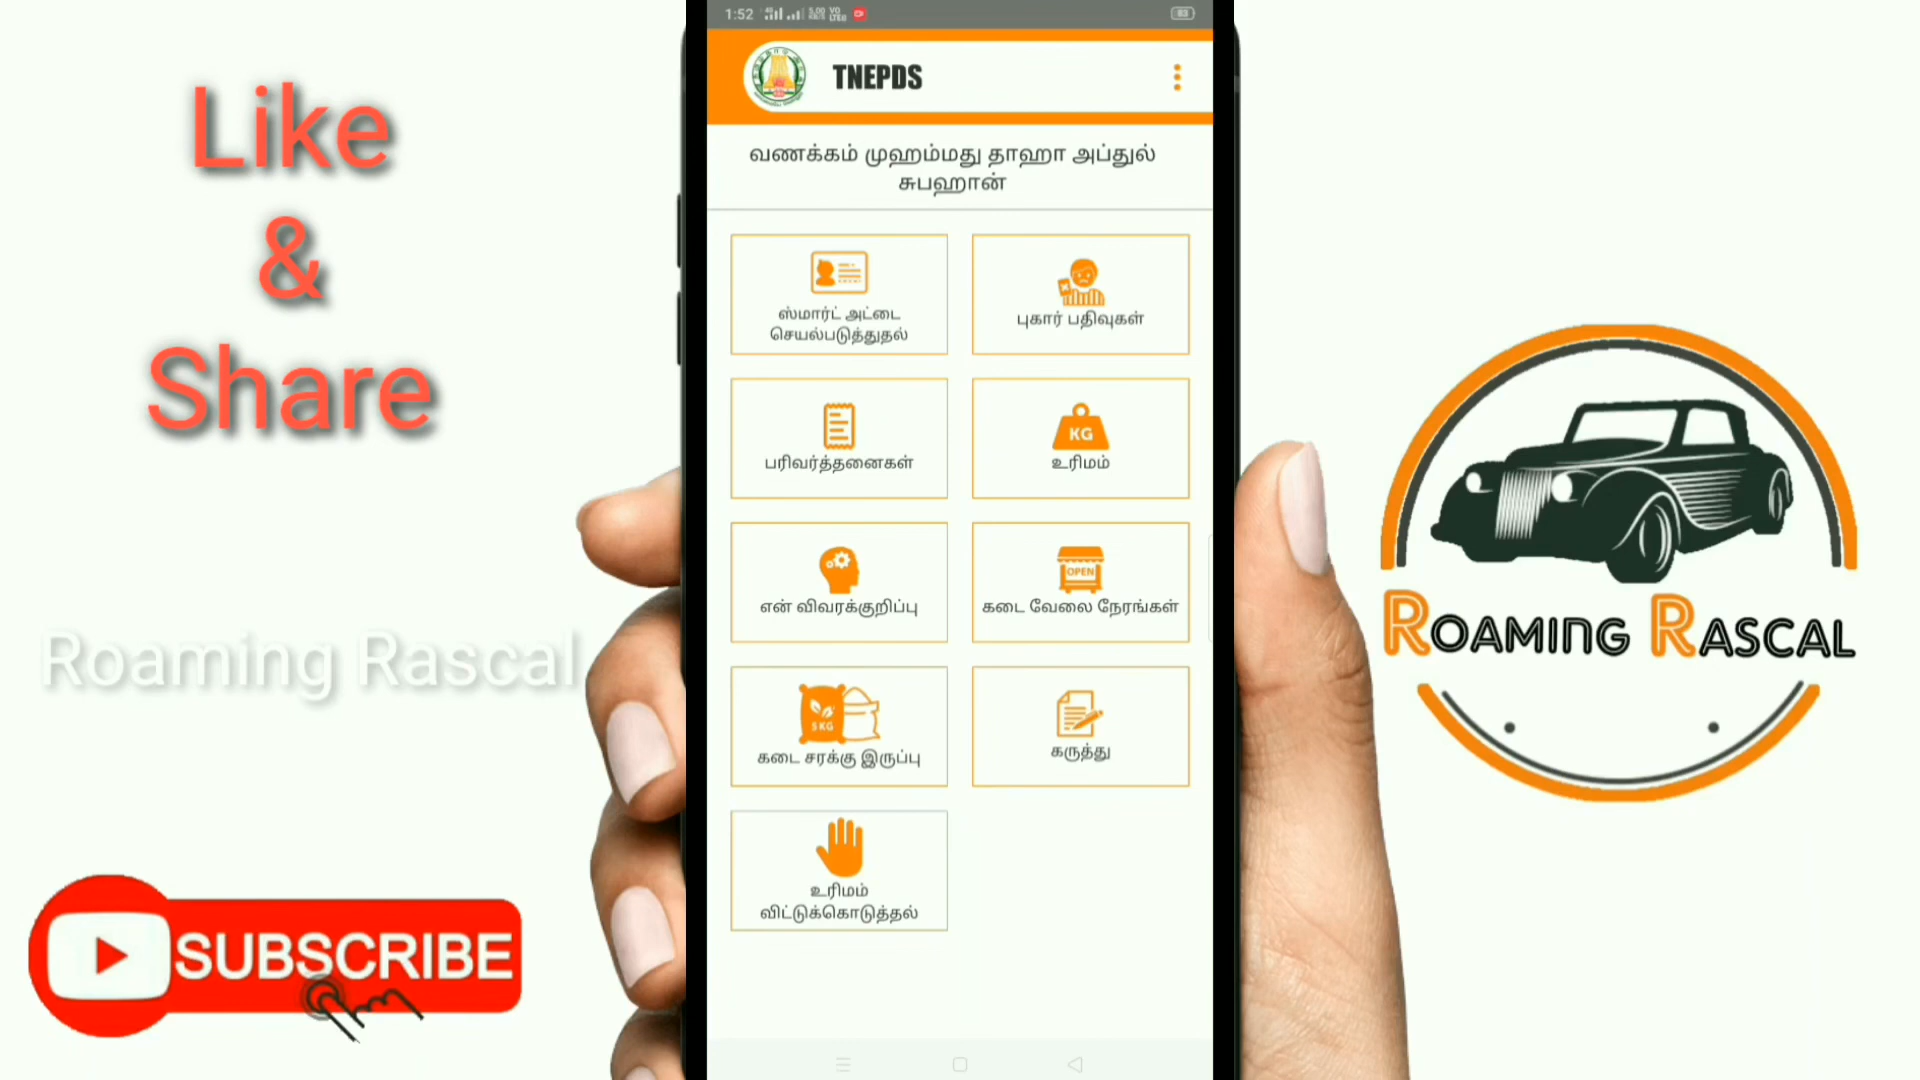 Like
&
Share
Roaming Rascal
SUBSCRIBE
1:52
TNEPDS
வணக்கம் முஹம்மது தாஹா அப்துல்
சுபஹான்
ஸ்மார்ட் அட்டை
செயல்படுத்துதல்
புகார் பதிவுகள்
பரிவர்த்தனைகள்
KG
உரிமம்
என் விவரக்குறிப்பு
OPEN
கடை வேலை நேரங்கள்
5 KG
கடை சரக்கு இருப்பு
கருத்து
உரிமம்
விட்டுக்கொடுத்தல்
ROAMING RASCAL